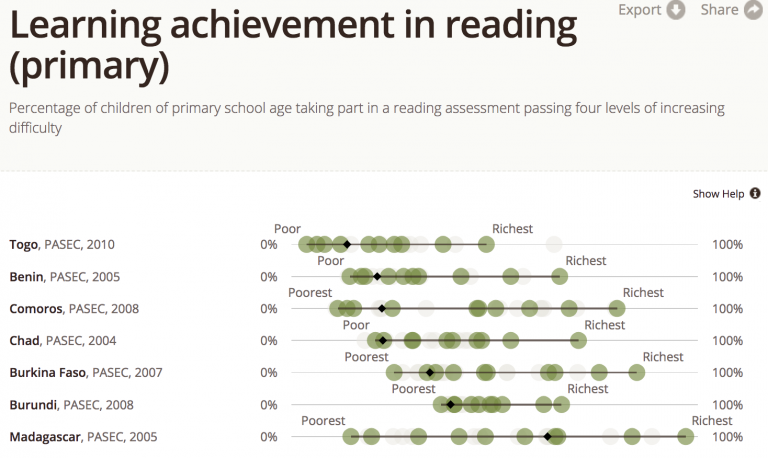 Export Share
Learning achievement in reading
(primary)
Percentage of children of primary school age taking part in a reading assessment passing four levels of increasing
difficulty
Show Help
Poor Richest
Togo, PASEC, 2010 0% 100%
Poor Richest
Benin, PASEC, 2005 0% 100%
Poorest Richest
Comoros, PASEC, 2008 0% 100%
Poor Richest
Chad, PASEC, 2004 0% 100%
Poorest Richest
Burkina Faso, PASEC, 2007 0% 100%
Poorest Richest
Burundi, PASEC, 2008 0% 100%
Poorest Richest
Madagascar, PASEC, 2005 0% 100%